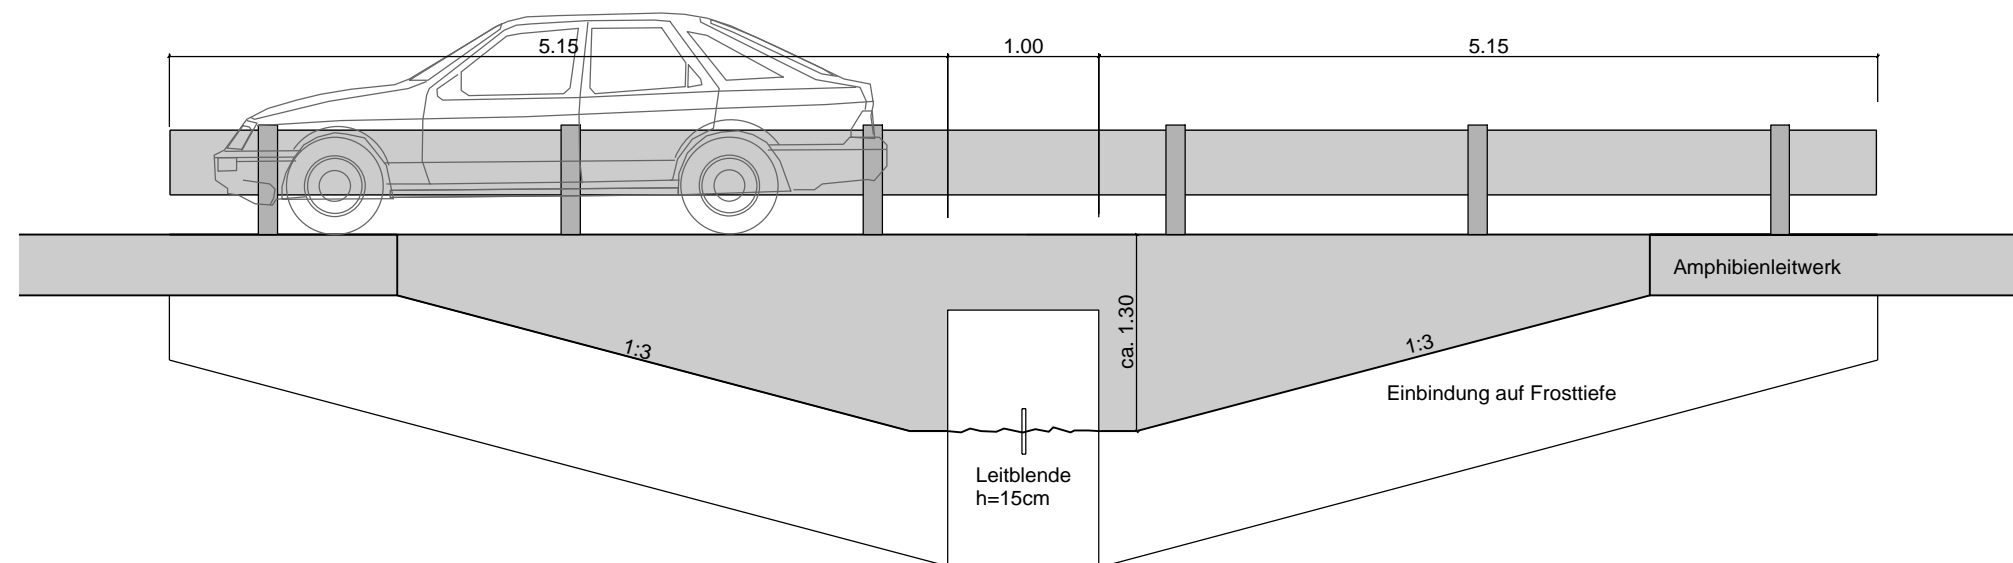 5.15
1.00
5.15
Amphibienleitwerk
ca. 1.30
1:3
1:3
Einbindung auf Frosttiefe
Leitblende
h=15cm